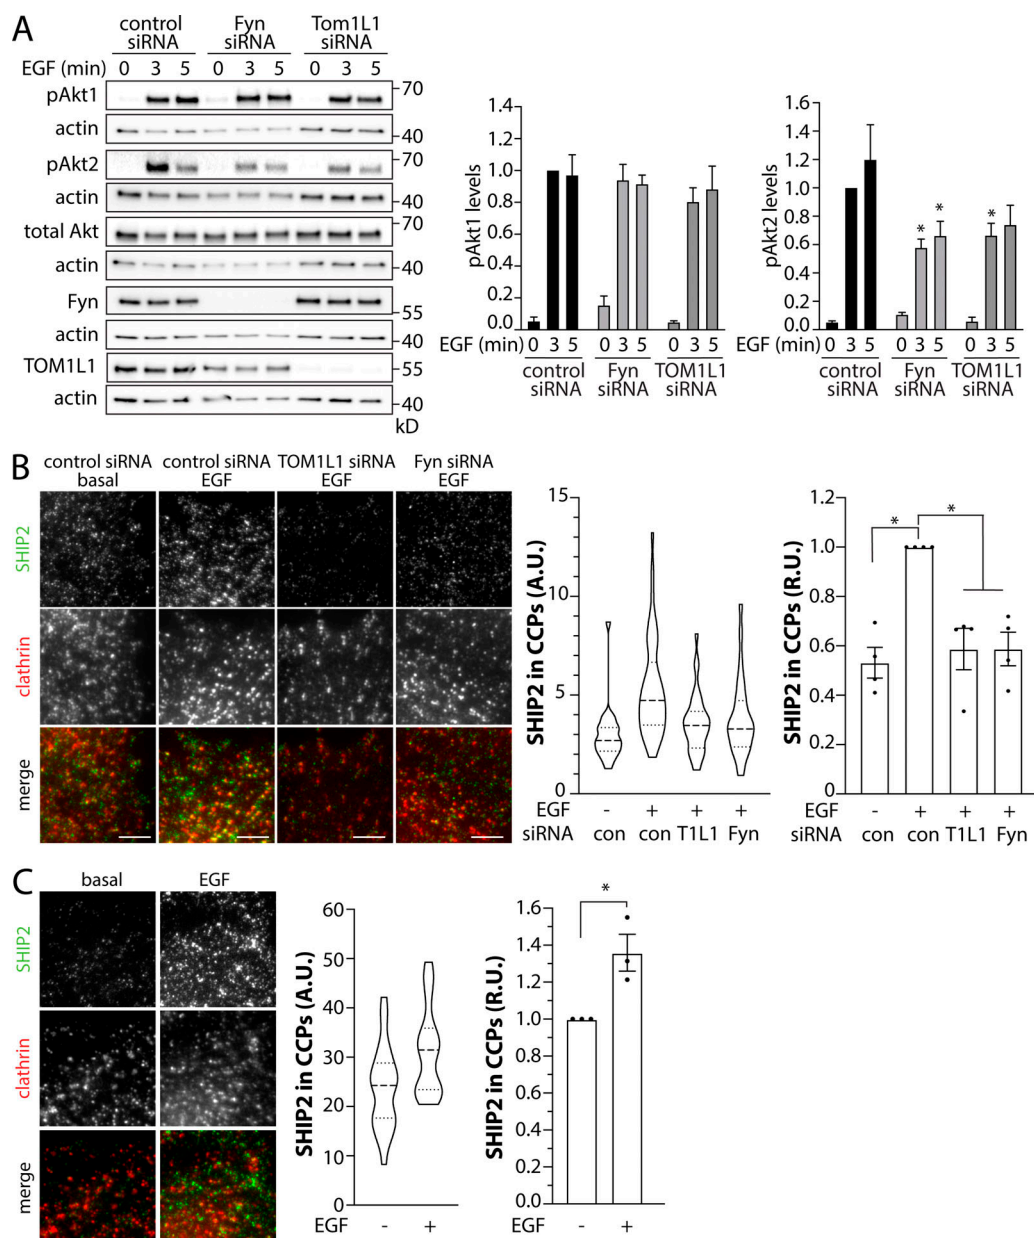 A
control siRNA
Fyn siRNA
Tom1L1 siRNA
EGF (min) 0 3 5 0 3 5 0 3 5
pAkt1 70
actin 40
pAkt2 70
actin 40
total Akt 70
actin 40
Fyn 55
actin 40
TOM1L1 55
actin 40
kD
pAkt1 levels
1.4
1.2
1.0
0.8
0.6
0.4
0.2
0
EGF (min) 0 3 5 0 3 5 0 3 5
control siRNA
Fyn siRNA
TOM1L1 siRNA
pAkt2 levels
1.6
1.4
1.2
1.0
0.8
0.6
0.4
0.2
0.0
* * *
EGF (min) 0 3 5 0 3 5 0 3 5
control siRNA
Fyn siRNA
TOM1L1 siRNA
B
control siRNA basal
control siRNA EGF
TOM1L1 siRNA EGF
Fyn siRNA EGF
SHIP2
clathrin
merge
SHIP2 in CCPs (A.U.)
15
10
5
0
EGF - + + +
siRNA con con T1L1 Fyn
SHIP2 in CCPs (R.U.)
1.2
1.0
0.8
0.6
0.4
0.2
0
* *
EGF - + + +
siRNA con con T1L1 Fyn
C
basal
EGF
SHIP2
clathrin
merge
SHIP2 in CCPs (A.U.)
60
50
40
30
20
10
0
EGF - +
SHIP2 in CCPs (R.U.)
1.6
1.4
1.2
1.0
0.8
0.6
0.4
0.2
0.0
*
EGF - +